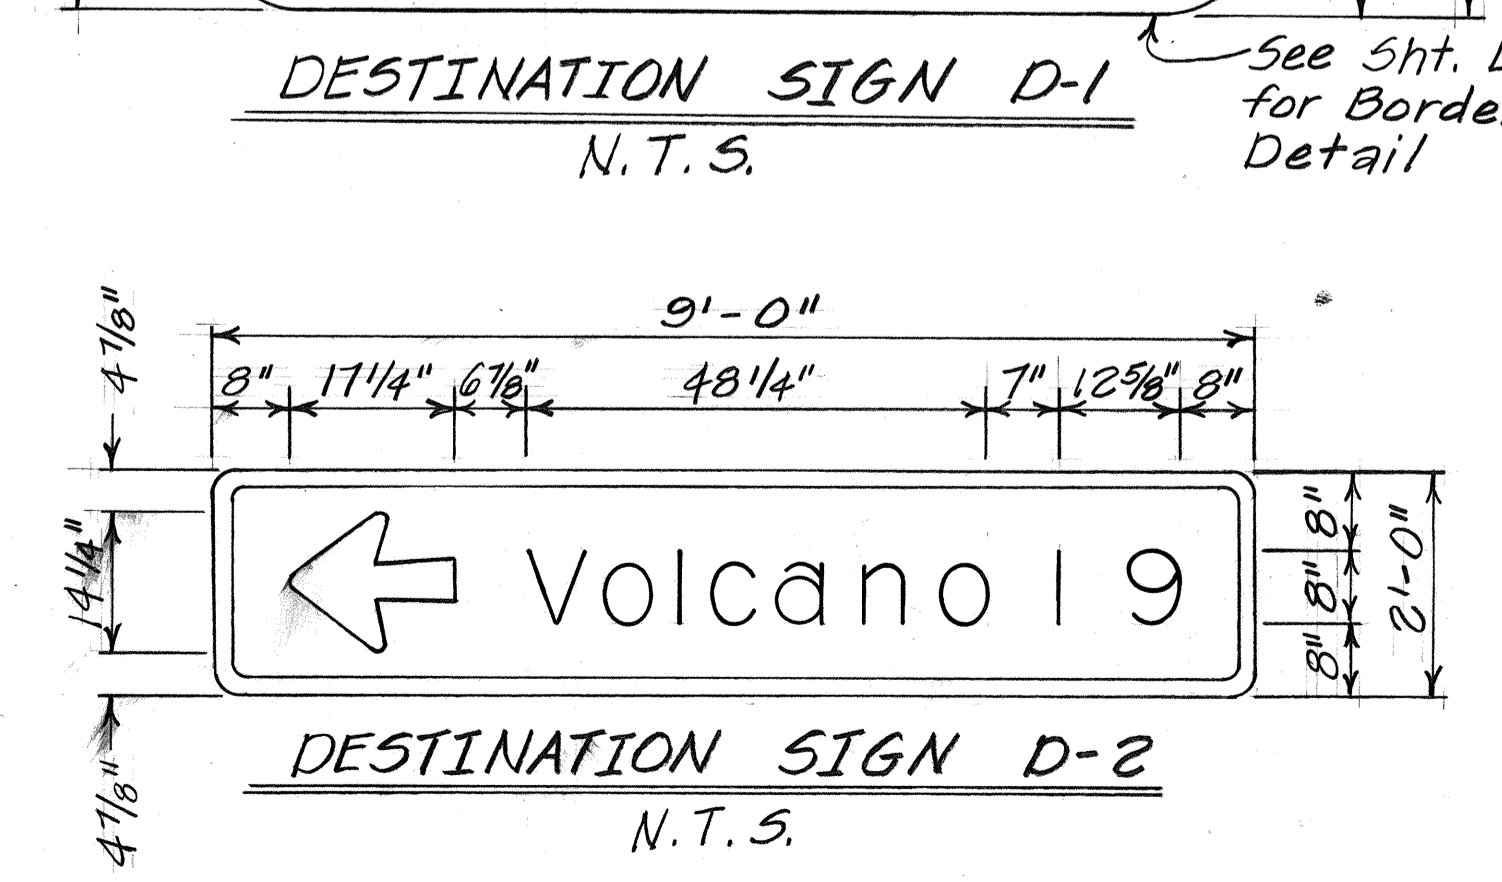 DESTINATION SIGN D-1
N.T.S.
See Sht.
for
Detail
9'-0"
8" 17 1/4" 6 7/8" 48 1/4" 7" 12 5/8" 8"
4 7/8"
14 1/4"
4 7/8"
Volcano 19
8"
8"
8"
2'-0"
DESTINATION SIGN D-2
N.T.S.